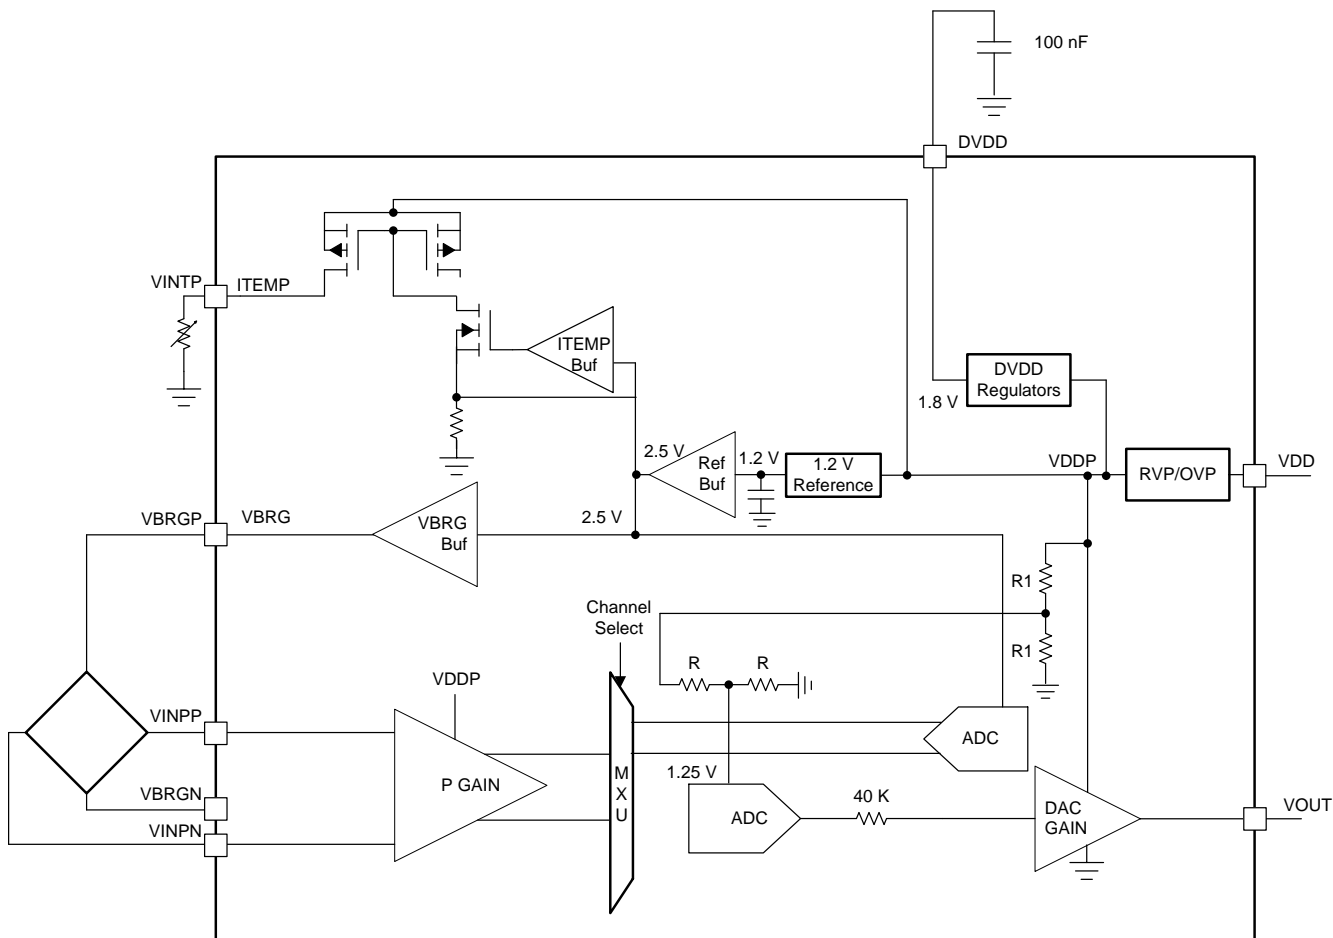 100 nF
DVDD
VINTP
ITEMP
ITEMP
Buf
DVDD
Regulators
1.8 V
2.5 V
Ref
Buf
1.2 V
1.2 V
Reference
VDDP
RVP/OVP
VDD
VBRGP
VBRG
VBRG
Buf
2.5 V
R1
Channel
Select
R1
R
R
VDDP
VINPP
ADC
P GAIN
M
X
U
1.25 V
VBRGN
40 K
ADC
DAC
GAIN
VOUT
VINPN